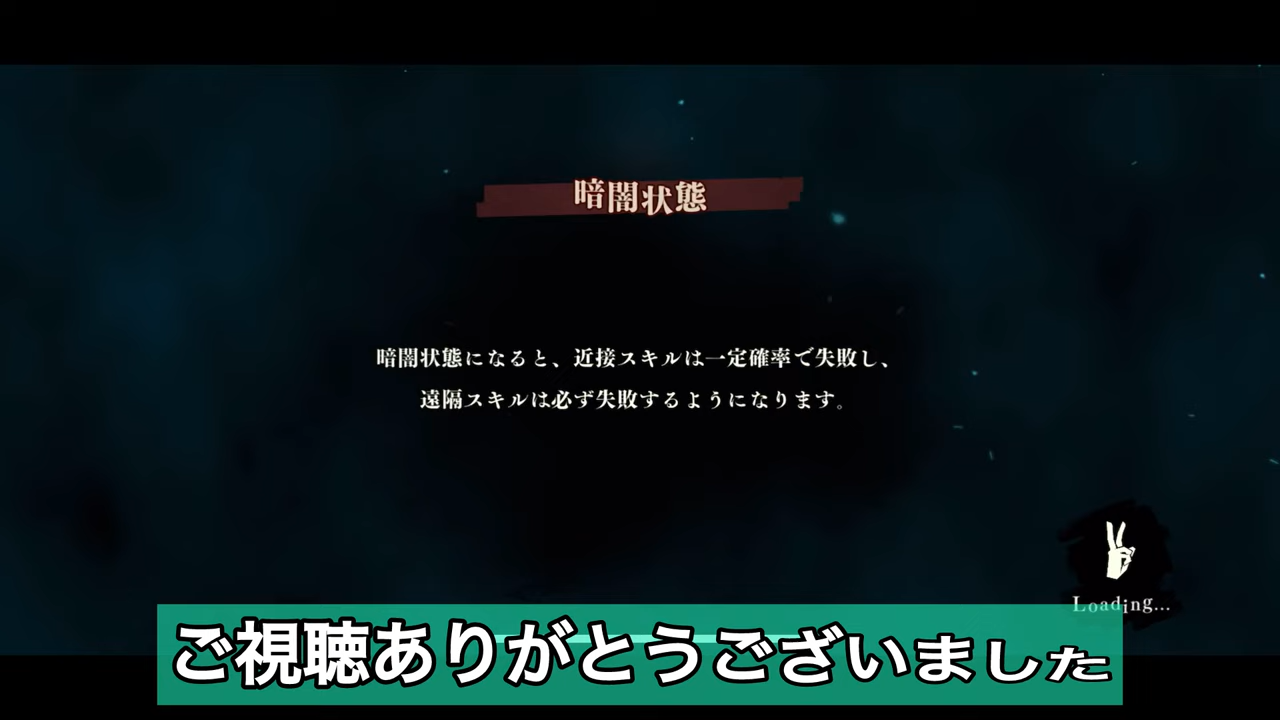 暗闇状態
暗闇状態になると、近接スキルは一定確率で失敗し、
遠隔スキルは必ず失敗するようになります。
Loading...
ご視聴ありがとうございました